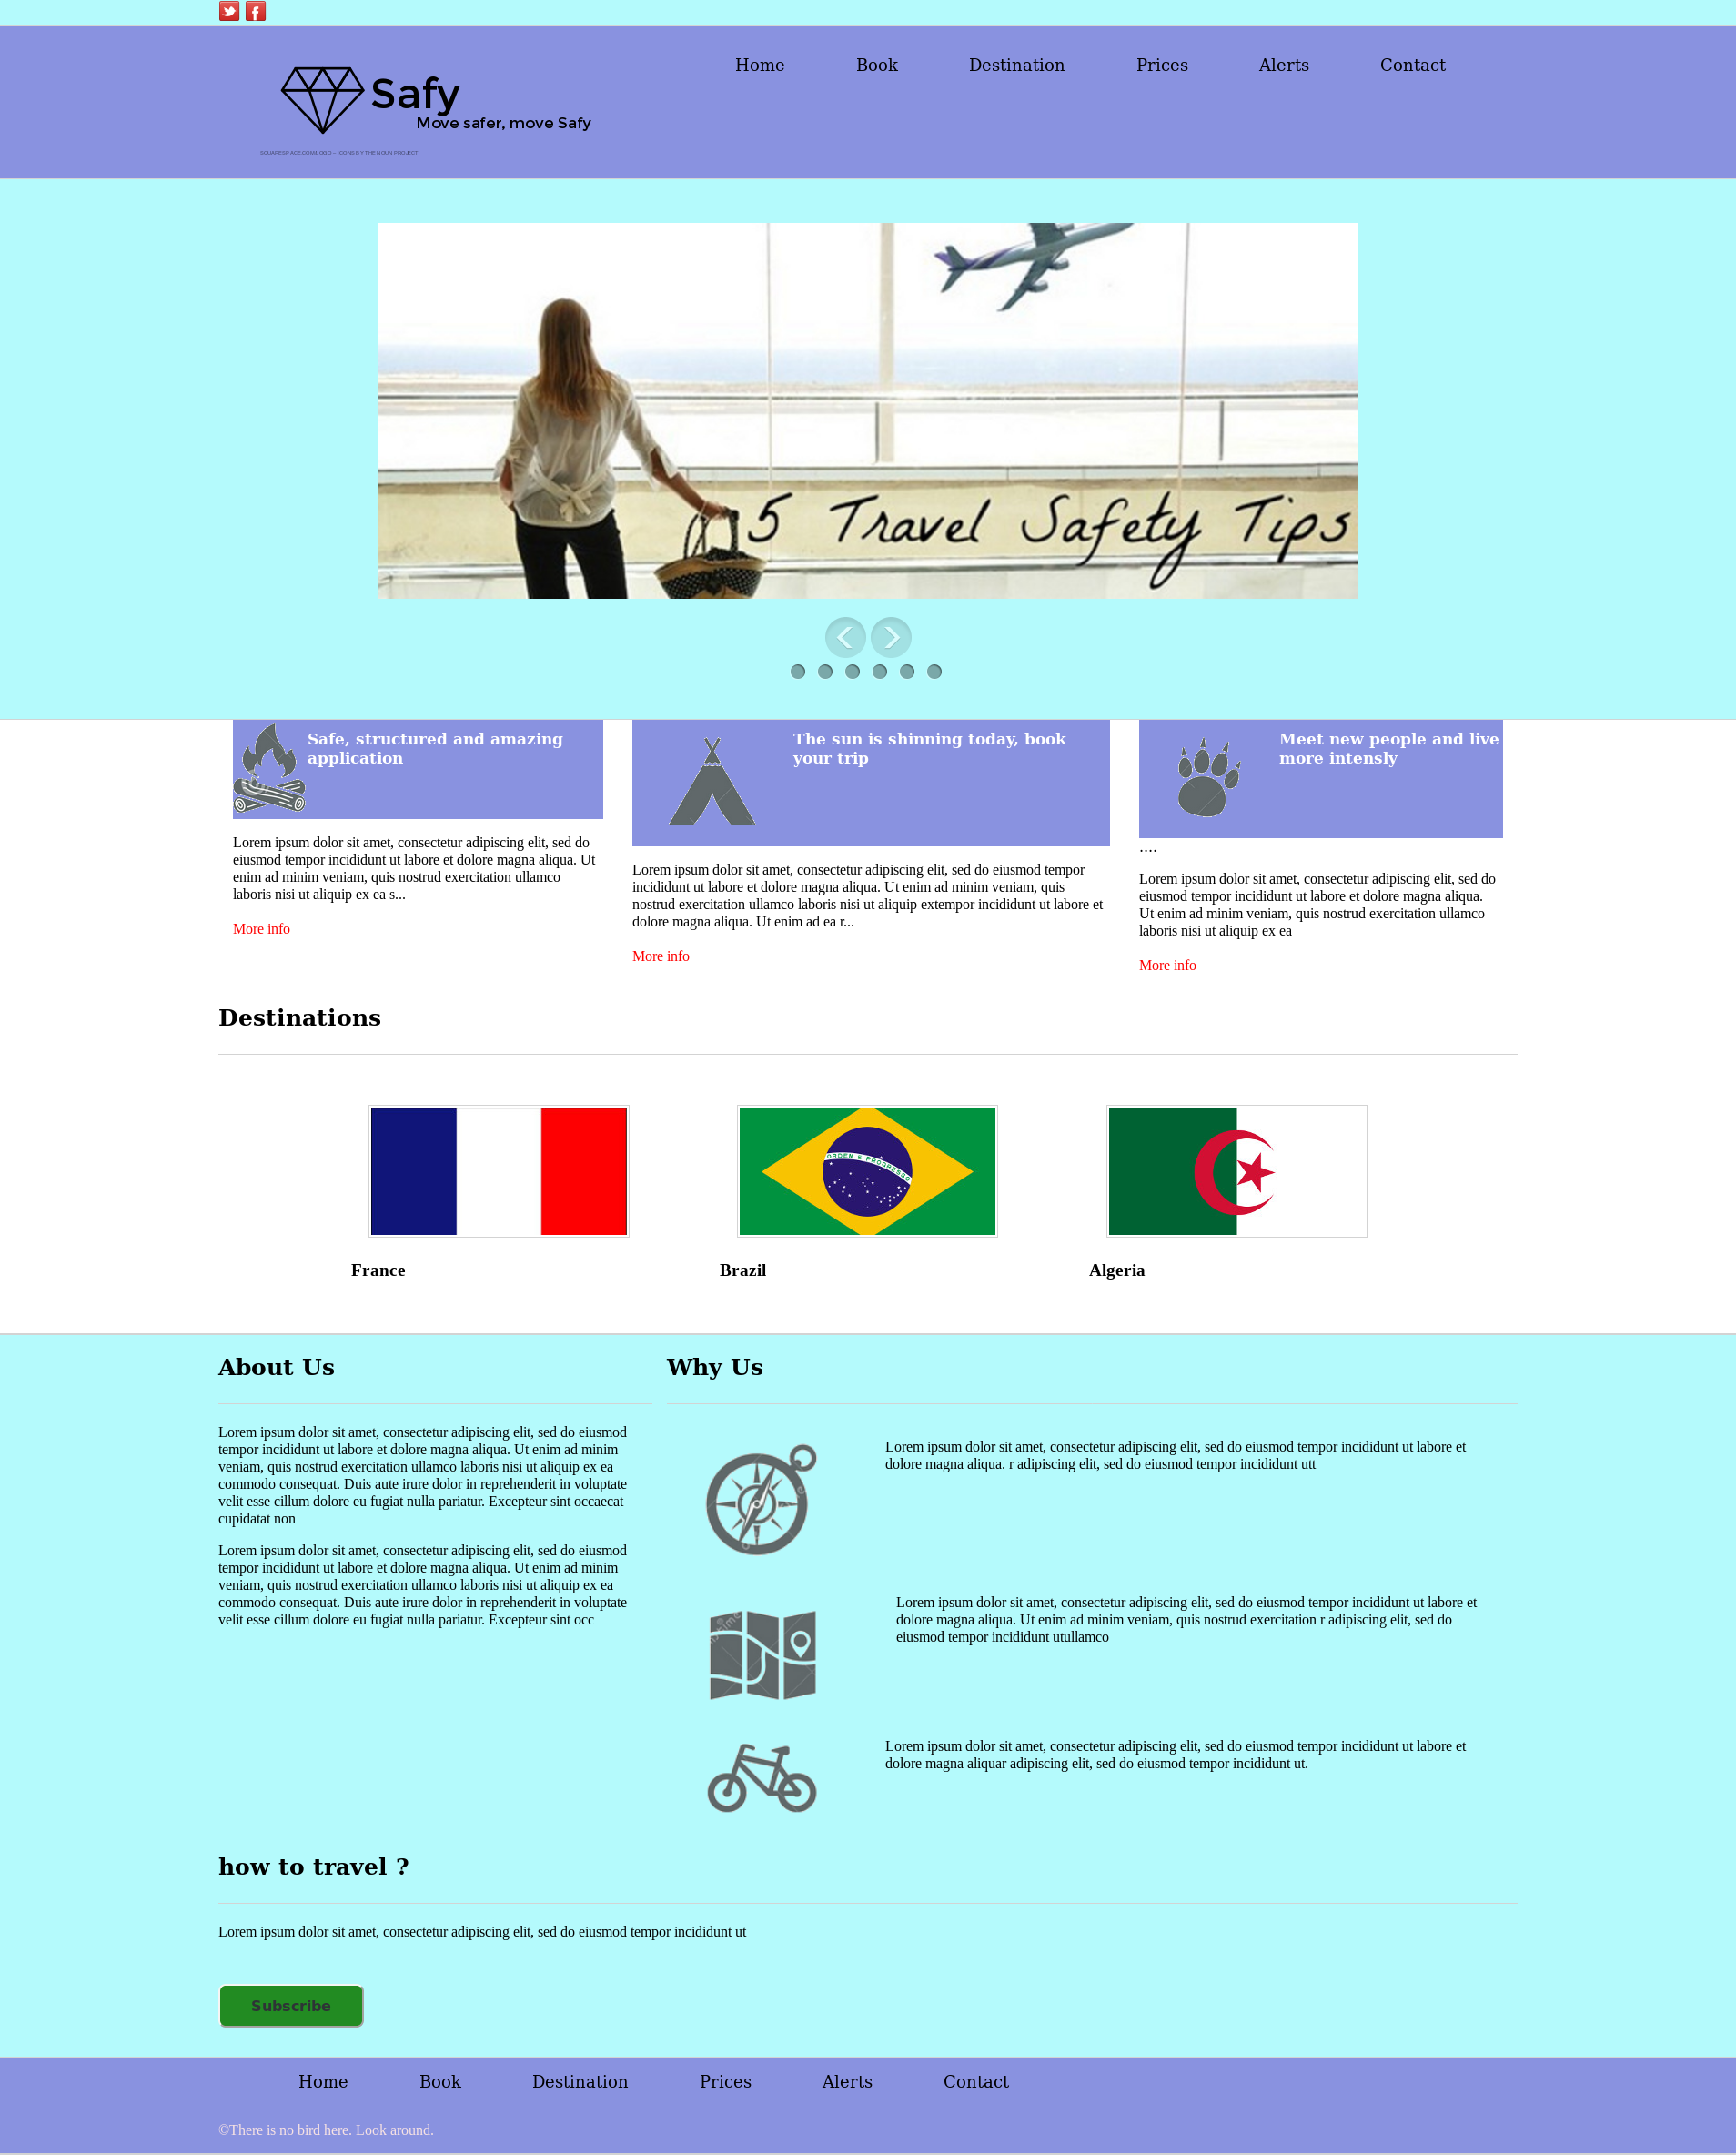 Home Book Destination Prices Alerts Contact
Safy
Move safer, move Safy
SQUARESPACE.COM/LOGO — ICONS BY THE NOUN PROJECT
5 Travel Safety Tips
Safe, structured and amazing
application
Lorem ipsum dolor sit amet, consectetur adipiscing elit, sed do
eiusmod tempor incididunt ut labore et dolore magna aliqua. Ut
enim ad minim veniam, quis nostrud exercitation ullamco
laboris nisi ut aliquip ex ea s...
More info
The sun is shinning today, book
your trip
Lorem ipsum dolor sit amet, consectetur adipiscing elit, sed do eiusmod tempor
incididunt ut labore et dolore magna aliqua. Ut enim ad minim veniam, quis
nostrud exercitation ullamco laboris nisi ut aliquip extempor incididunt ut labore et
dolore magna aliqua. Ut enim ad ea r...
More info
Meet new people and live
more intensly
....
Lorem ipsum dolor sit amet, consectetur adipiscing elit, sed do
eiusmod tempor incididunt ut labore et dolore magna aliqua.
Ut enim ad minim veniam, quis nostrud exercitation ullamco
laboris nisi ut aliquip ex ea
More info
Destinations
ORDEM E PROGRESSO
France
Brazil
Algeria
About Us
Lorem ipsum dolor sit amet, consectetur adipiscing elit, sed do eiusmod
tempor incididunt ut labore et dolore magna aliqua. Ut enim ad minim
veniam, quis nostrud exercitation ullamco laboris nisi ut aliquip ex ea
commodo consequat. Duis aute irure dolor in reprehenderit in voluptate
velit esse cillum dolore eu fugiat nulla pariatur. Excepteur sint occaecat
cupidatat non
Lorem ipsum dolor sit amet, consectetur adipiscing elit, sed do eiusmod
tempor incididunt ut labore et dolore magna aliqua. Ut enim ad minim
veniam, quis nostrud exercitation ullamco laboris nisi ut aliquip ex ea
commodo consequat. Duis aute irure dolor in reprehenderit in voluptate
velit esse cillum dolore eu fugiat nulla pariatur. Excepteur sint occ
Why Us
Lorem ipsum dolor sit amet, consectetur adipiscing elit, sed do eiusmod tempor incididunt ut labore et
dolore magna aliqua. r adipiscing elit, sed do eiusmod tempor incididunt utt
Lorem ipsum dolor sit amet, consectetur adipiscing elit, sed do eiusmod tempor incididunt ut labore et
dolore magna aliqua. Ut enim ad minim veniam, quis nostrud exercitation r adipiscing elit, sed do
eiusmod tempor incididunt utullamco
Lorem ipsum dolor sit amet, consectetur adipiscing elit, sed do eiusmod tempor incididunt ut labore et
dolore magna aliquar adipiscing elit, sed do eiusmod tempor incididunt ut.
how to travel ?
Lorem ipsum dolor sit amet, consectetur adipiscing elit, sed do eiusmod tempor incididunt ut
Subscribe
Home Book Destination Prices Alerts Contact
©There is no bird here. Look around.